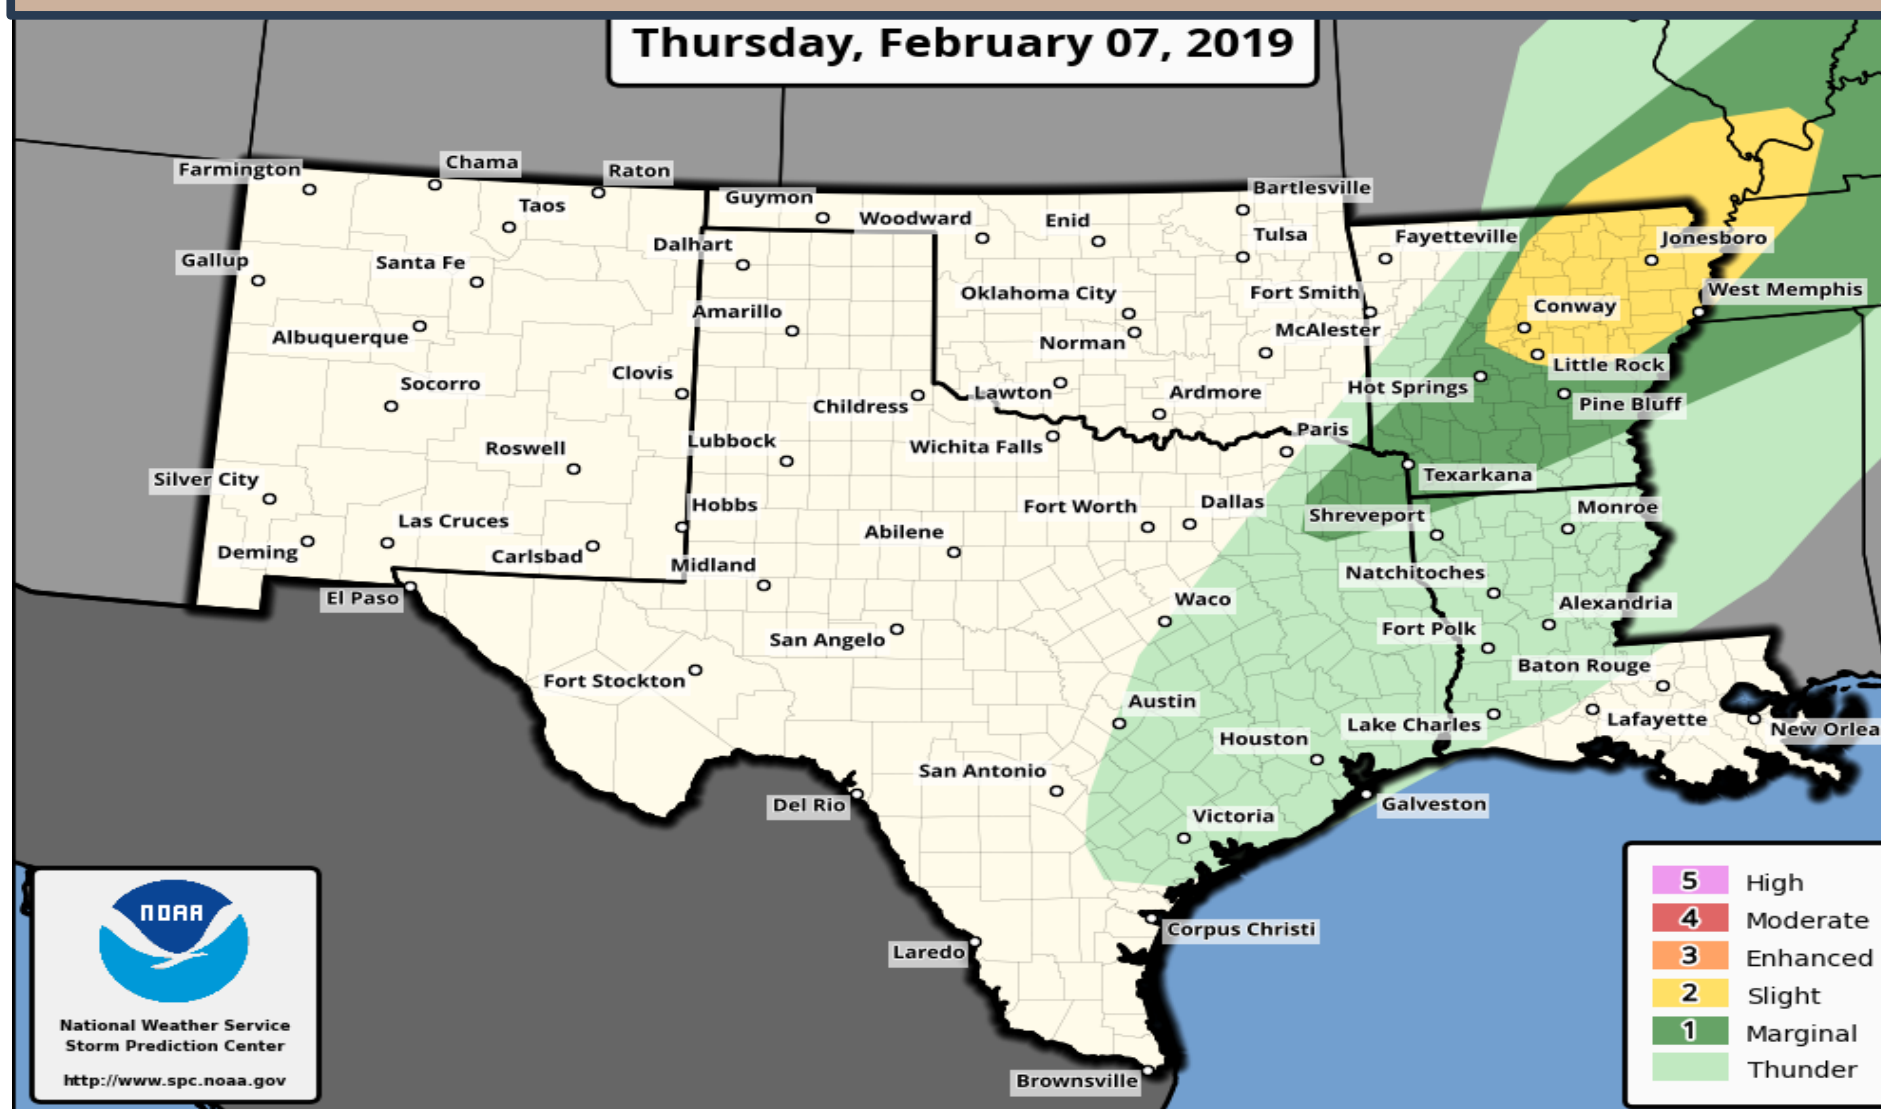 Thursday, February 07, 2019
Farmington
Chama
Raton
Taos
Guymon
Woodward
Enid
Bartlesville
Tulsa
Fayetteville
Jonesboro
Gallup
Santa Fe
Dalhart
Oklahoma City
Fort Smith
West Memphis
Albuquerque
Amarillo
Norman
McAlester
Conway
Socorro
Clovis
Childress
Lawton
Ardmore
Hot Springs
Little Rock
Pine Bluff
Roswell
Lubbock
Wichita Falls
Paris
Texarkana
Silver City
Las Cruces
Hobbs
Abilene
Fort Worth
Dallas
Shreveport
Monroe
Deming
Carlsbad
Midland
El Paso
San Angelo
Waco
Natchitoches
Alexandria
Fort Polk
Fort Stockton
Austin
Baton Rouge
Lake Charles
Lafayette
New Orlea
Houston
San Antonio
Del Rio
Galveston
Victoria
Corpus Christi
Laredo
Brownsville
NOAA
National Weather Service
Storm Prediction Center
http://www.spc.noaa.gov
5 High
4 Moderate
3 Enhanced
2 Slight
1 Marginal
Thunder